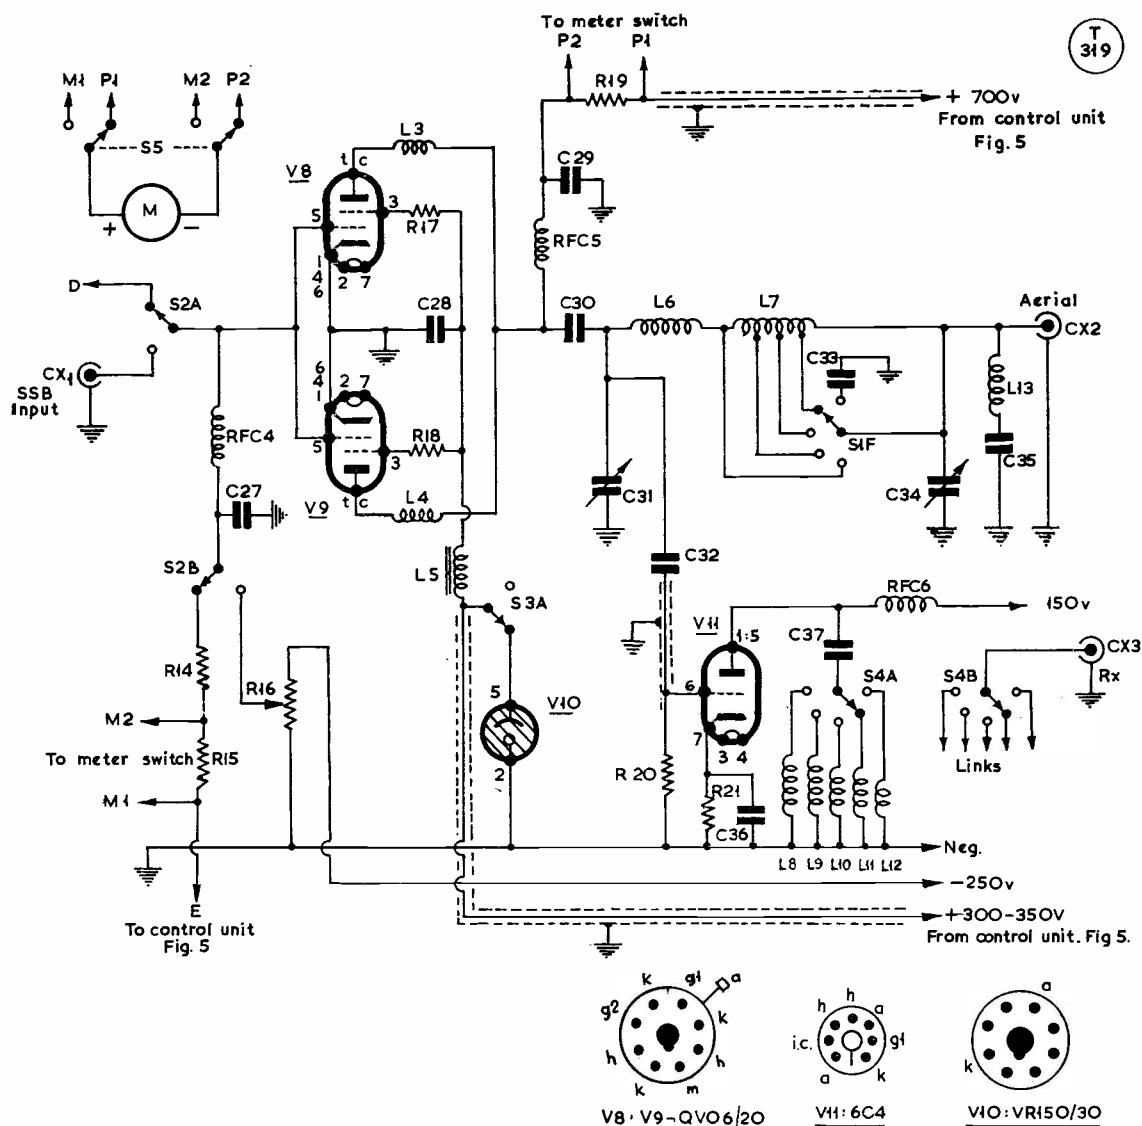 To meter switch
P2 P1
T
319
M1 P1 M2 P2
R19
+ 700v
From control unit
Fig. 5
S5
L3
C29
t c
V8
M
+ -
3
5
R17
RFC5
1
4
6
2 7
D
S2A
C28
C30
L6
L7
Aerial
CX2
CX1
SSB
Input
6
4
1
2 7
C33
L13
RFC4
R18
S1F
5
3
C35
C27
C31
C34
t c
L4
V9
S2B
L5
C32
S3A
RFC6
150v
V11
1:5
C37
CX3
R14
R16
5
6
S4A
S4B
Rx
M2
V10
7
3 4
To meter switch
R15
2
R20
R21
Links
M1
C36
Neg.
L8 L9 L10 L11 L12
-250v
E
To control unit
Fig. 5
+300-350V
From control unit. Fig 5.
k g1 a
g2 k
h h
k m
h h a
i.c. g1
a k
a
k
V8 · V9-QV06/20
V11: 6C4
V10: VR150/30